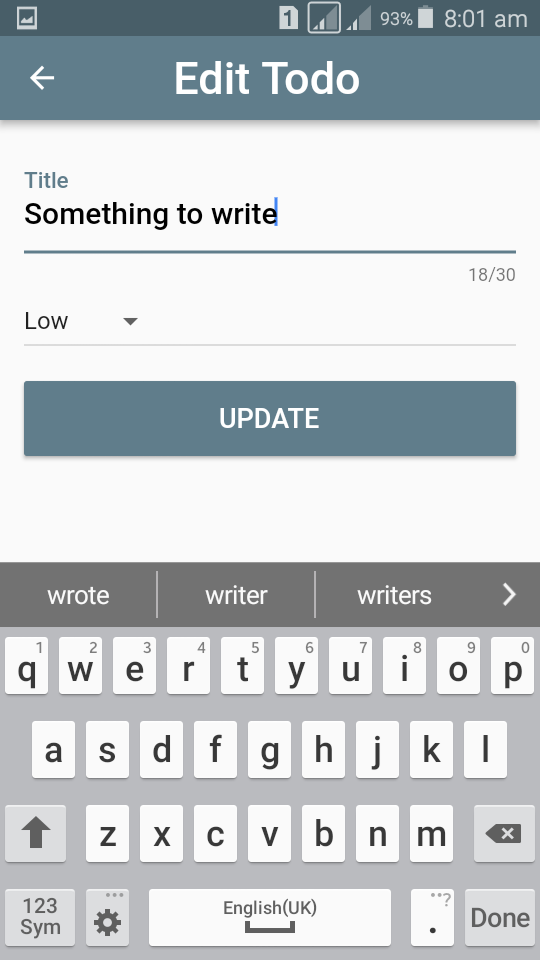 1 93% 8:01 am
Edit Todo
Title
Something to write
18/30
Low
UPDATE
wrote writer writers
1 2 3 4 5 6 7 8 9 0
q w e r t y u i o p
a s d f g h j k l
z x c v b n m
123
Sym
English(UK)
?
.
Done